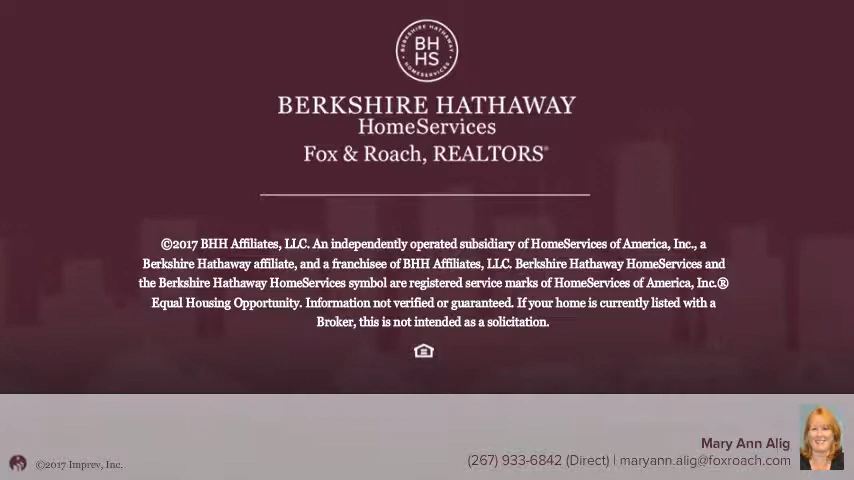 BERKSHIRE HATHAWAY
HOMESERVICES
BH
HS
BERKSHIRE HATHAWAY
HomeServices
Fox & Roach, REALTORS®
©2017 BHH Affiliates, LLC. An independently operated subsidiary of HomeServices of America, Inc., a
Berkshire Hathaway affiliate, and a franchisee of BHH Affiliates, LLC. Berkshire Hathaway HomeServices and
the Berkshire Hathaway HomeServices symbol are registered service marks of HomeServices of America, Inc.®
Equal Housing Opportunity. Information not verified or guaranteed. If your home is currently listed with a
Broker, this is not intended as a solicitation.
Mary Ann Alig
(267) 933-6842 (Direct) | maryann.alig@foxroach.com
©2017 Imprev, Inc.